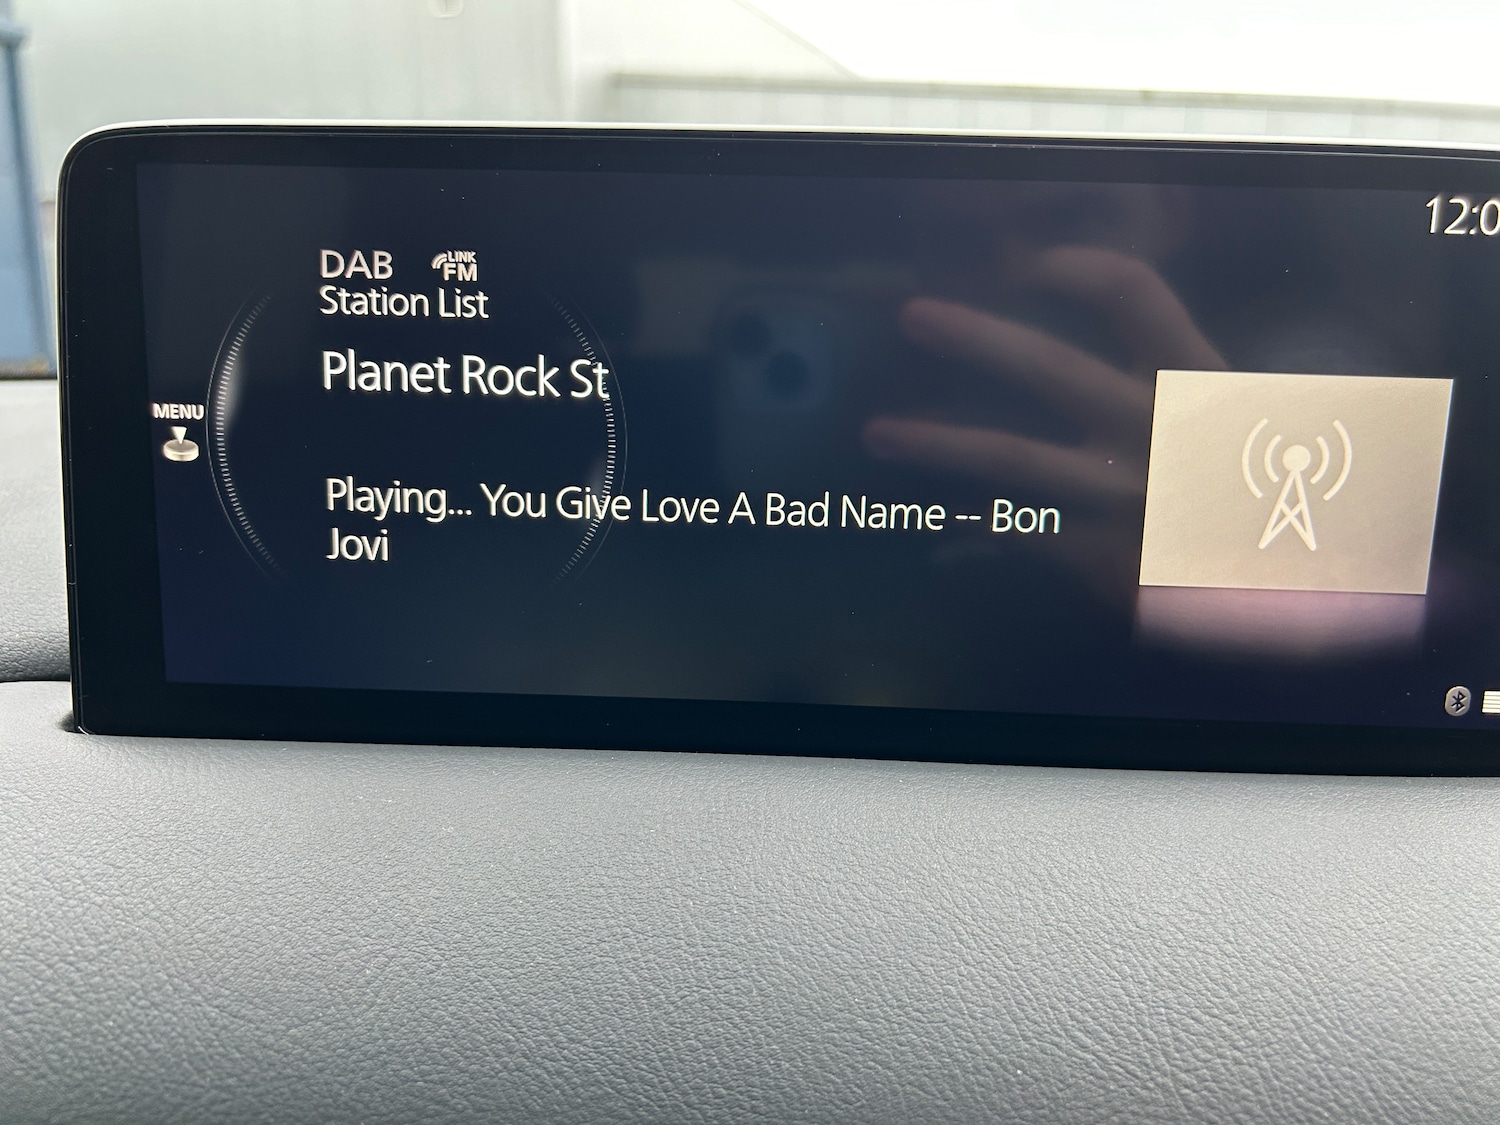 12:0
DAB LINK FM
Station List
Planet Rock St
MENU
Playing... You Give Love A Bad Name -- Bon
Jovi